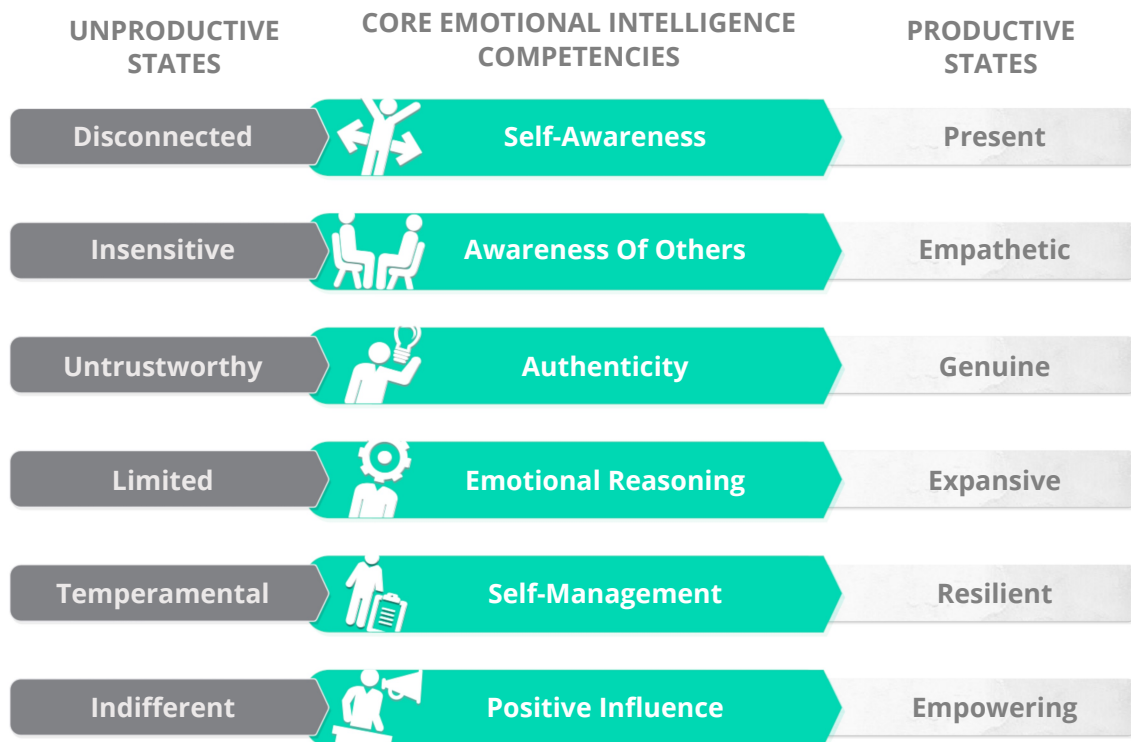 UNPRODUCTIVE
STATES
CORE EMOTIONAL INTELLIGENCE
COMPETENCIES
PRODUCTIVE
STATES
Disconnected
Self-Awareness
Present
Insensitive
Awareness Of Others
Empathetic
Untrustworthy
Authenticity
Genuine
Limited
Emotional Reasoning
Expansive
Temperamental
Self-Management
Resilient
Indifferent
Positive Influence
Empowering